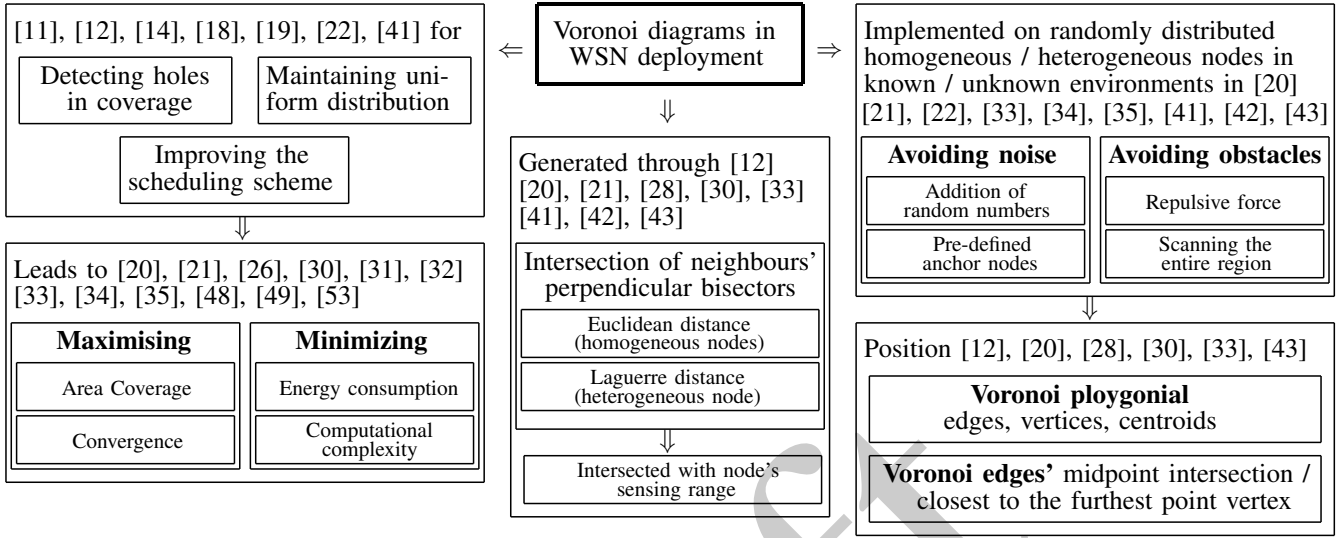 [11], [12], [14], [18], [19], [22], [41] for
Detecting holes
in coverage
Maintaining uni-
form distribution
Improving the
scheduling scheme
⇓
Leads to [20], [21], [26], [30], [31], [32]
[33], [34], [35], [48], [49], [53]
Maximising
Area Coverage
Convergence
Minimizing
Energy consumption
Computational
complexity
⇐
Voronoi diagrams in
WSN deployment
⇒
⇓
Generated through [12]
[20], [21], [28], [30], [33]
[41], [42], [43]
Intersection of neighbours’
perpendicular bisectors
Euclidean distance
(homogeneous nodes)
Laguerre distance
(heterogeneous node)
⇓
Intersected with node’s
sensing range
Implemented on randomly distributed
homogeneous / heterogeneous nodes in
known / unknown environments in [20]
[21], [22], [33], [34], [35], [41], [42], [43]
Avoiding noise
Addition of
random numbers
Pre-defined
anchor nodes
Avoiding obstacles
Repulsive force
Scanning the
entire region
⇓
Position [12], [20], [28], [30], [33], [43]
Voronoi ploygonial
edges, vertices, centroids
Voronoi edges’ midpoint intersection /
closest to the furthest point vertex